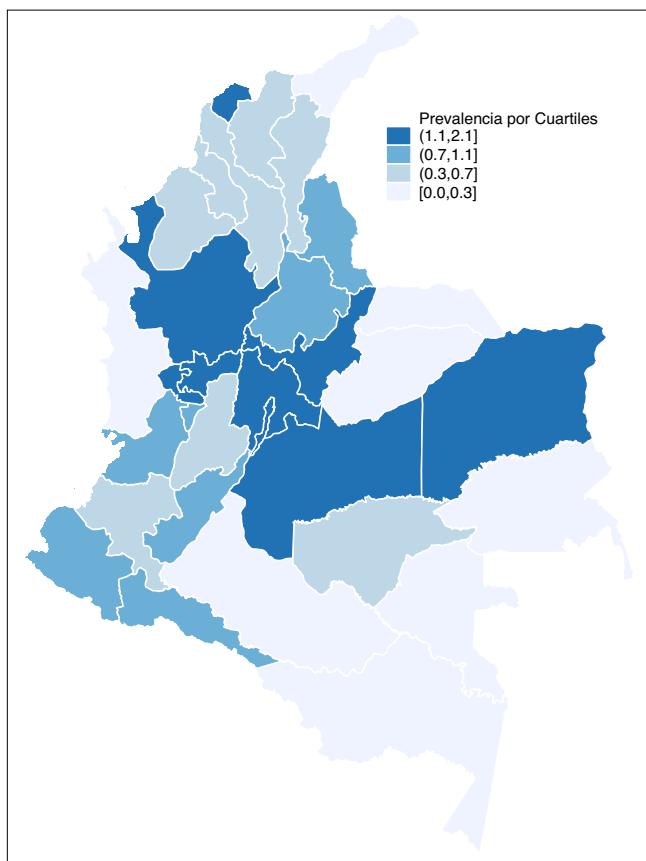 Prevalencia por Cuartiles
(1.1,2.1]
(0.7,1.1]
(0.3,0.7]
[0.0,0.3]